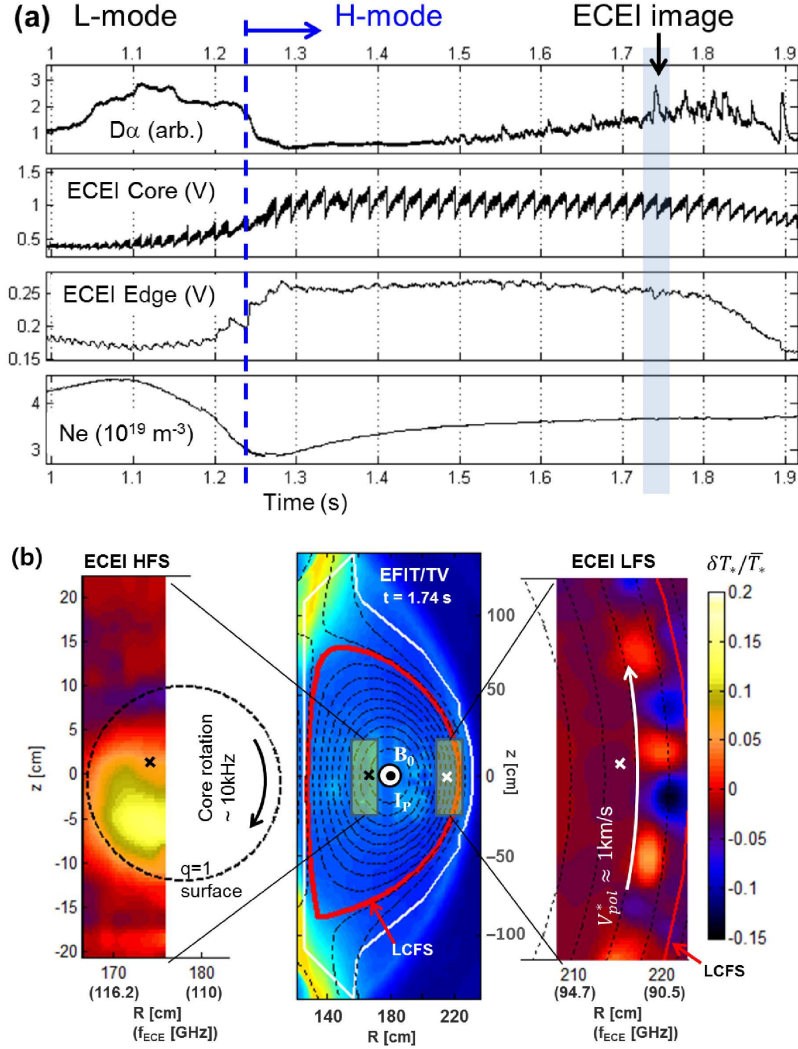 (a)
L-mode
H-mode
ECEI image
1 1.1 1.2 1.3 1.4 1.5 1.6 1.7 1.8 1.9
3
2
1
Dα (arb.)
1.5
1.0
0.5
ECEI Core (V)
0.25
0.15
ECEI Edge (V)
4
3
Ne (10¹⁹ m⁻³)
1 1.1 1.2 1.3 1.4 1.5 1.6 1.7 1.8 1.9
Time (s)
(b)
ECEI HFS
20
15
10
5
0
-5
-10
-15
-20
z [cm]
Core rotation
~ 10kHz
q=1
surface
170 180
(116.2) (110)
R [cm]
(f_ECE [GHz])
EFIT/TV
t = 1.74 s
100
50
0
−50
−100
z [cm]
B₀
I_P
LCFS
140 180 220
R [cm]
ECEI LFS
V*_pol ≈ 1km/s
LCFS
210 220
(94.7) (90.5)
R [cm]
(f_ECE [GHz])
δT_*/T̅_*
0.2
0.15
0.1
0.05
0
-0.05
-0.1
-0.15